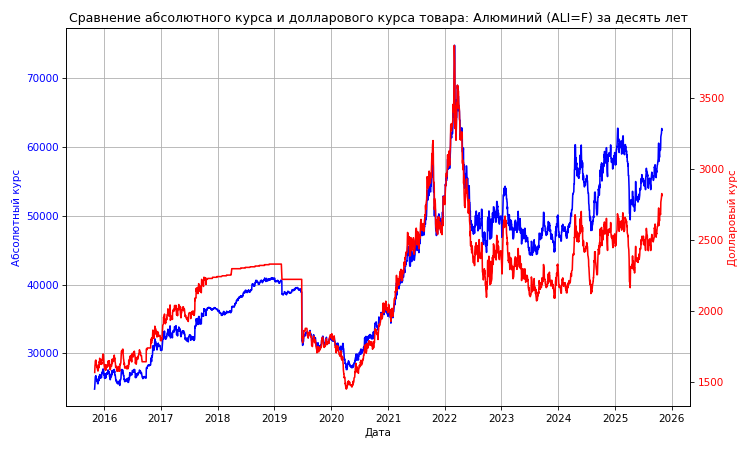 Сравнение абсолютного курса и долларового курса товара: Алюминий (ALI=F) за десять лет
70000
60000
50000
40000
30000
Абсолютный курс
3500
3000
2500
2000
1500
Долларовый курс
2016 2017 2018 2019 2020 2021 2022 2023 2024 2025 2026
Дата